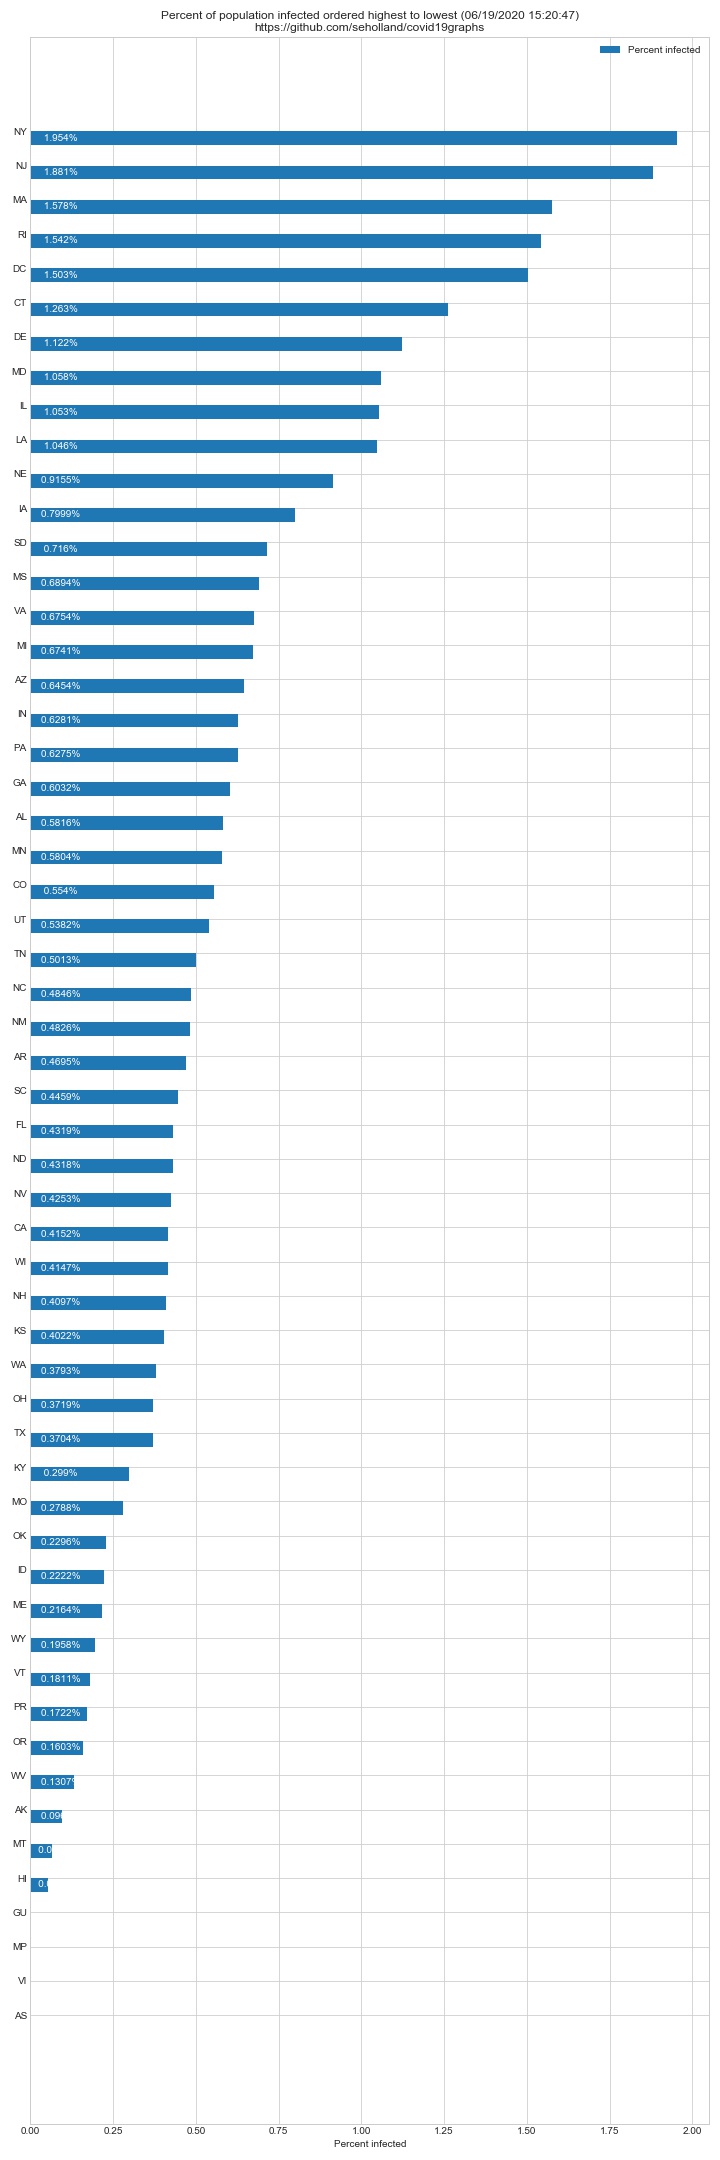 Percent of population infected ordered highest to lowest (06/19/2020 15:20:47)
https://github.com/seholland/covid19graphs
Percent infected
NY 1.954%
NJ 1.881%
MA 1.578%
RI 1.542%
DC 1.503%
CT 1.263%
DE 1.122%
MD 1.058%
IL 1.053%
LA 1.046%
NE 0.9155%
IA 0.7999%
SD 0.716%
MS 0.6894%
VA 0.6754%
MI 0.6741%
AZ 0.6454%
IN 0.6281%
PA 0.6275%
GA 0.6032%
AL 0.5816%
MN 0.5804%
CO 0.554%
UT 0.5382%
TN 0.5013%
NC 0.4846%
NM 0.4826%
AR 0.4695%
SC 0.4459%
FL 0.4319%
ND 0.4318%
NV 0.4253%
CA 0.4152%
WI 0.4147%
NH 0.4097%
KS 0.4022%
WA 0.3793%
OH 0.3719%
TX 0.3704%
KY 0.299%
MO 0.2788%
OK 0.2296%
ID 0.2222%
ME 0.2164%
WY 0.1958%
VT 0.1811%
PR 0.1722%
OR 0.1603%
WV 0.1307%
AK
MT
HI
GU
MP
VI
AS
0.00 0.25 0.50 0.75 1.00 1.25 1.50 1.75 2.00
Percent infected